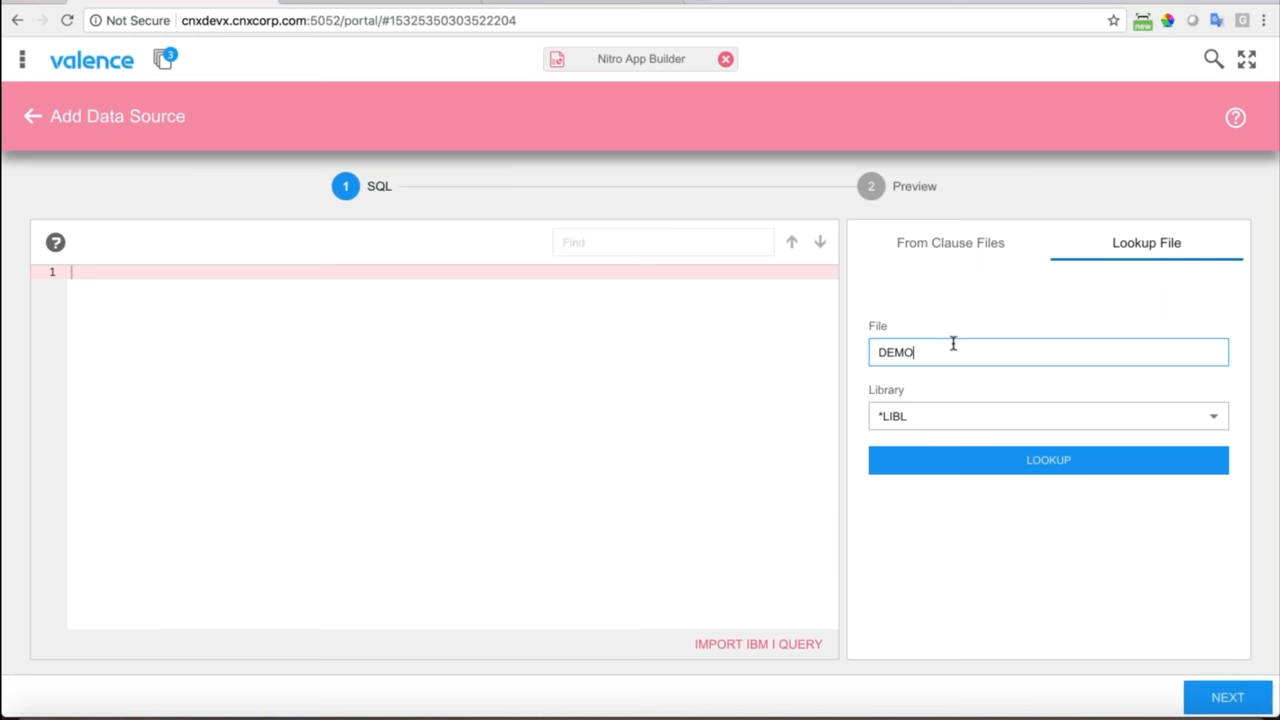 Not Secure cnxdevx.cnxcorp.com:5052/portal/#15325350303522204
new
G
valence 3 Nitro App Builder
Add Data Source
1 SQL 2 Preview
? Find
From Clause Files Lookup File
1
File
DEMO
Library
*LIBL
LOOKUP
IMPORT IBM I QUERY
NEXT